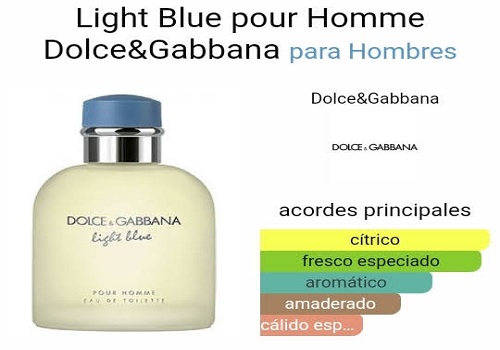 Light Blue pour Homme
Dolce&Gabbana para Hombres
Dolce&Gabbana
DOLCE & GABBANA
acordes principales
DOLCE & GABBANA
light blue
POUR HOMME
EAU DE TOILETTE
cítrico
fresco especiado
aromático
amaderado
cálido esp...